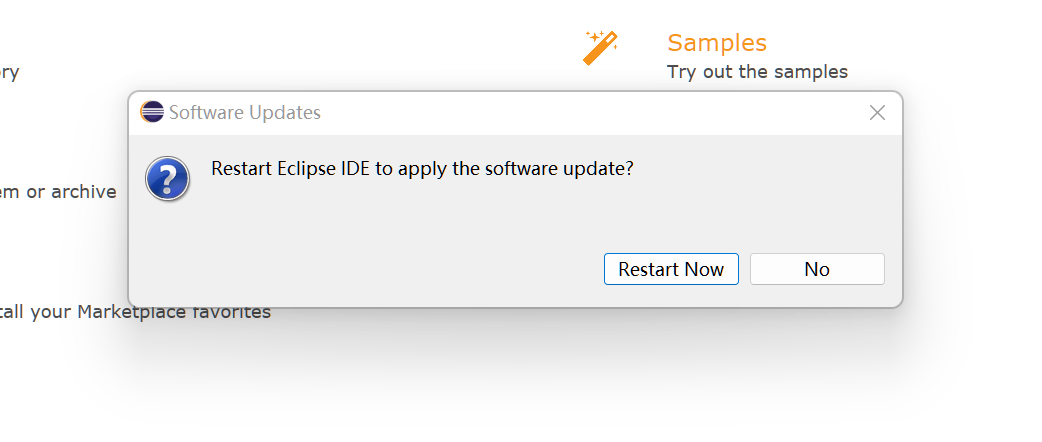 Samples
Try out the samples
ry
Software Updates
Restart Eclipse IDE to apply the software update?
em or archive
Restart Now
No
tall your Marketplace favorites